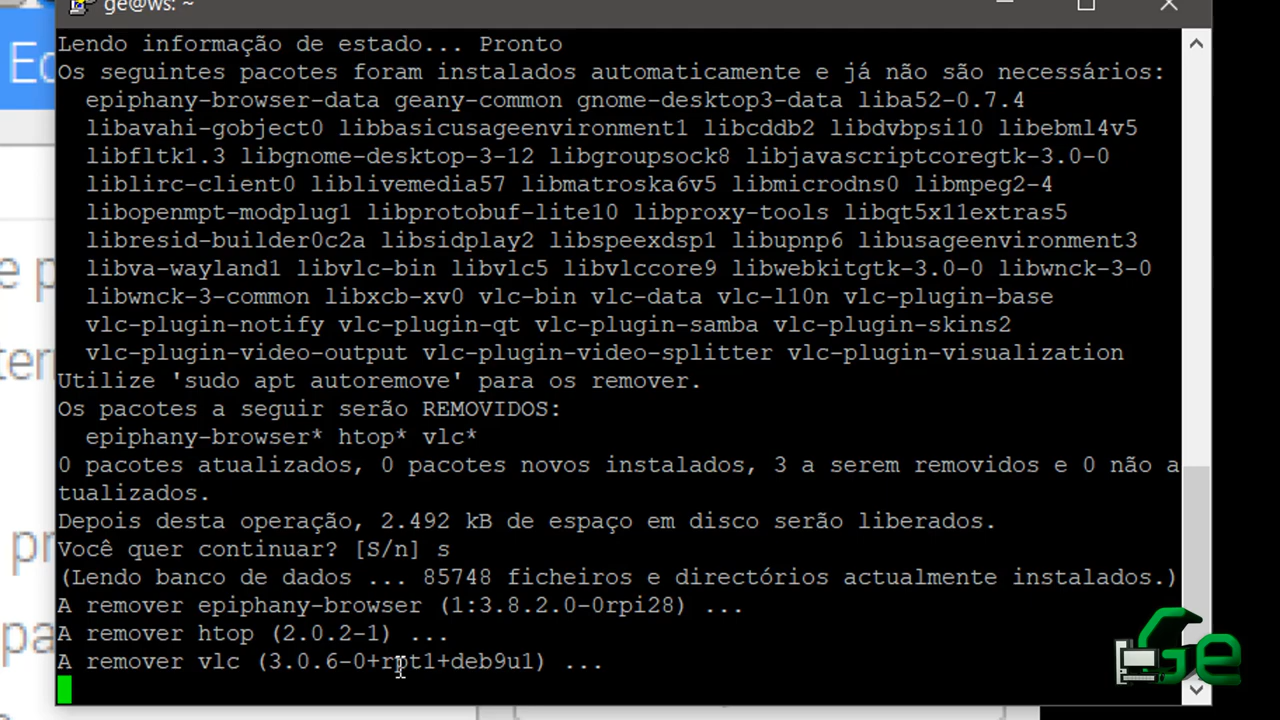 ge@ws: ~
Lendo informação de estado... Pronto
Os seguintes pacotes foram instalados automaticamente e já não são necessários:
epiphany-browser-data geany-common gnome-desktop3-data liba52-0.7.4
libavahi-gobject0 libbasicusageenvironment1 libcddb2 libdvbpsi10 libebml4v5
libfltk1.3 libgnome-desktop-3-12 libgroupsock8 libjavascriptcoregtk-3.0-0
liblirc-client0 liblivemedia57 libmatroska6v5 libmicrodns0 libmpeg2-4
libopenmpt-modplug1 libprotobuf-lite10 libproxy-tools libqt5x11extras5
libresid-builder0c2a libsidplay2 libspeexdsp1 libupnp6 libusageenvironment3
libva-wayland1 libvlc-bin libvlc5 libvlccore9 libwebkitgtk-3.0-0 libwnck-3-0
libwnck-3-common libxcb-xv0 vlc-bin vlc-data vlc-l10n vlc-plugin-base
vlc-plugin-notify vlc-plugin-qt vlc-plugin-samba vlc-plugin-skins2
vlc-plugin-video-output vlc-plugin-video-splitter vlc-plugin-visualization
Utilize 'sudo apt autoremove' para os remover.
Os pacotes a seguir serão REMOVIDOS:
epiphany-browser* htop* vlc*
0 pacotes atualizados, 0 pacotes novos instalados, 3 a serem removidos e 0 não a
tualizados.
Depois desta operação, 2.492 kB de espaço em disco serão liberados.
Você quer continuar? [S/n] s
(Lendo banco de dados ... 85748 ficheiros e directórios actualmente instalados.)
A remover epiphany-browser (1:3.8.2.0-0rpi28) ...
A remover htop (2.0.2-1) ...
A remover vlc (3.0.6-0+rpt1+deb9u1) ...
Ge